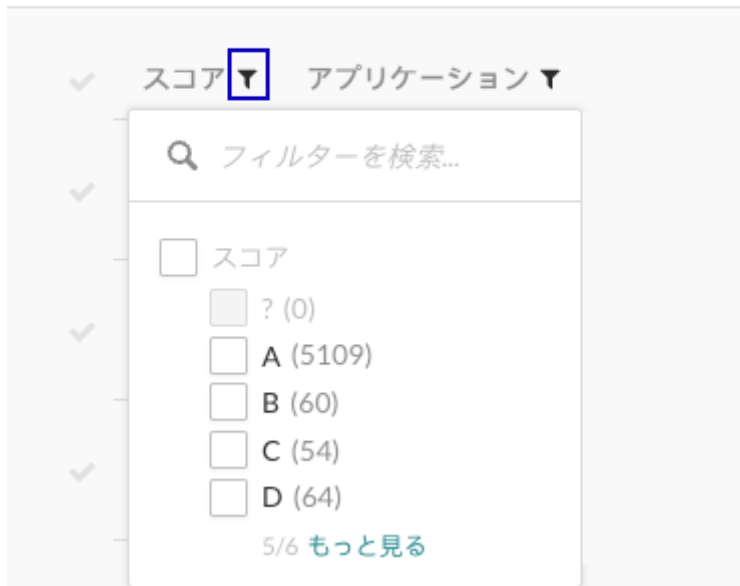 スコア アプリケーション
フィルターを検索...
スコア
? (0)
A (5109)
B (60)
C (54)
D (64)
5/6 もっと見る